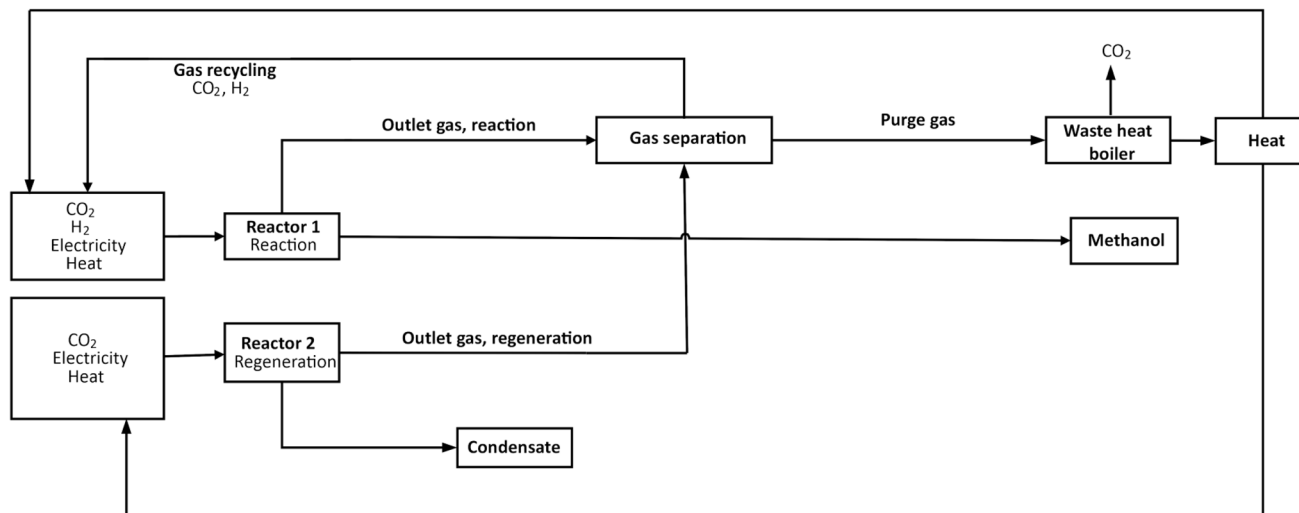 CO₂
Gas recycling
CO₂, H₂
Outlet gas, reaction
Gas separation
Purge gas
Waste heat
boiler
Heat
CO₂
H₂
Electricity
Heat
Reactor 1
Reaction
Methanol
CO₂
Electricity
Heat
Reactor 2
Regeneration
Outlet gas, regeneration
Condensate